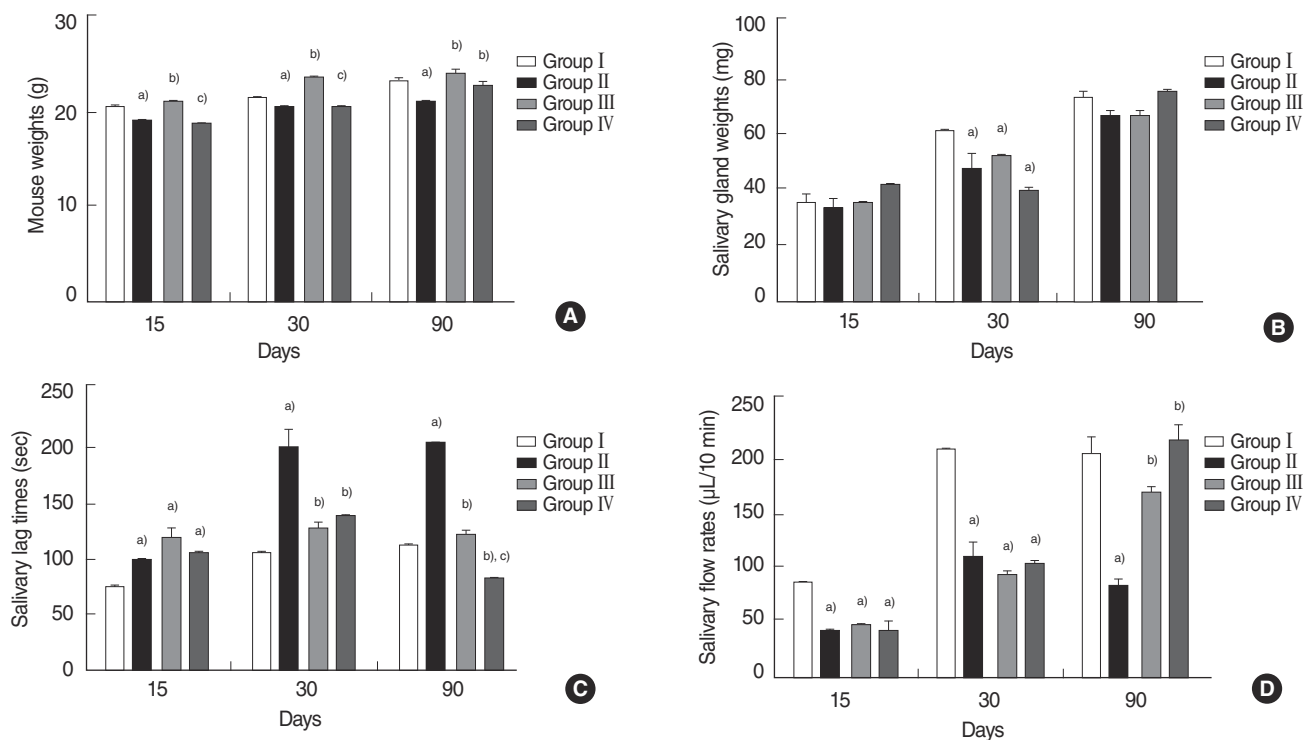 30
20
10
0
Mouse weights (g)
a)
b)
c)
a)
b)
c)
a)
b)
b)
15
30
90
Days
Group I
Group II
Group III
Group IV
A
100
80
60
40
20
0
Salivary gland weights (mg)
a)
a)
a)
15
30
90
Days
Group I
Group II
Group III
Group IV
B
250
200
150
100
50
0
Salivary lag times (sec)
a)
a)
a)
a)
b)
b)
a)
b)
b), c)
15
30
90
Days
Group I
Group II
Group III
Group IV
C
250
200
150
100
50
0
Salivary flow rates (µL/10 min)
a)
a)
a)
a)
a)
a)
a)
b)
b)
15
30
90
Days
Group I
Group II
Group III
Group IV
D